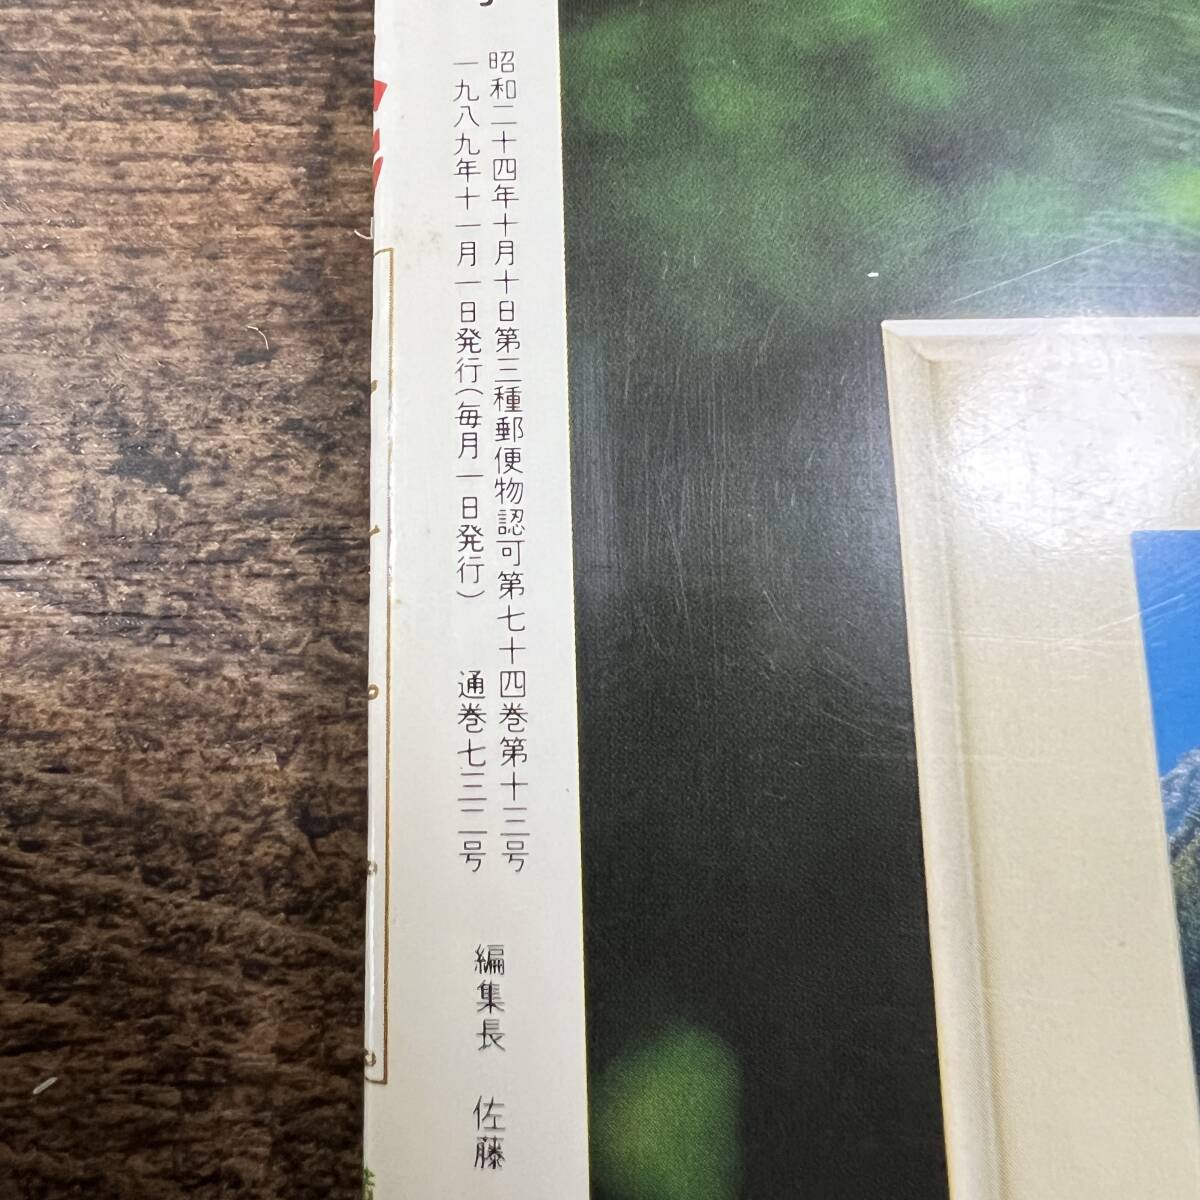 昭和二十四年十月十日第三種郵便物認可第七十四巻第十三号
一九八九年十一月一日発行(毎月一日発行) 通巻七三二号
編集長 佐藤